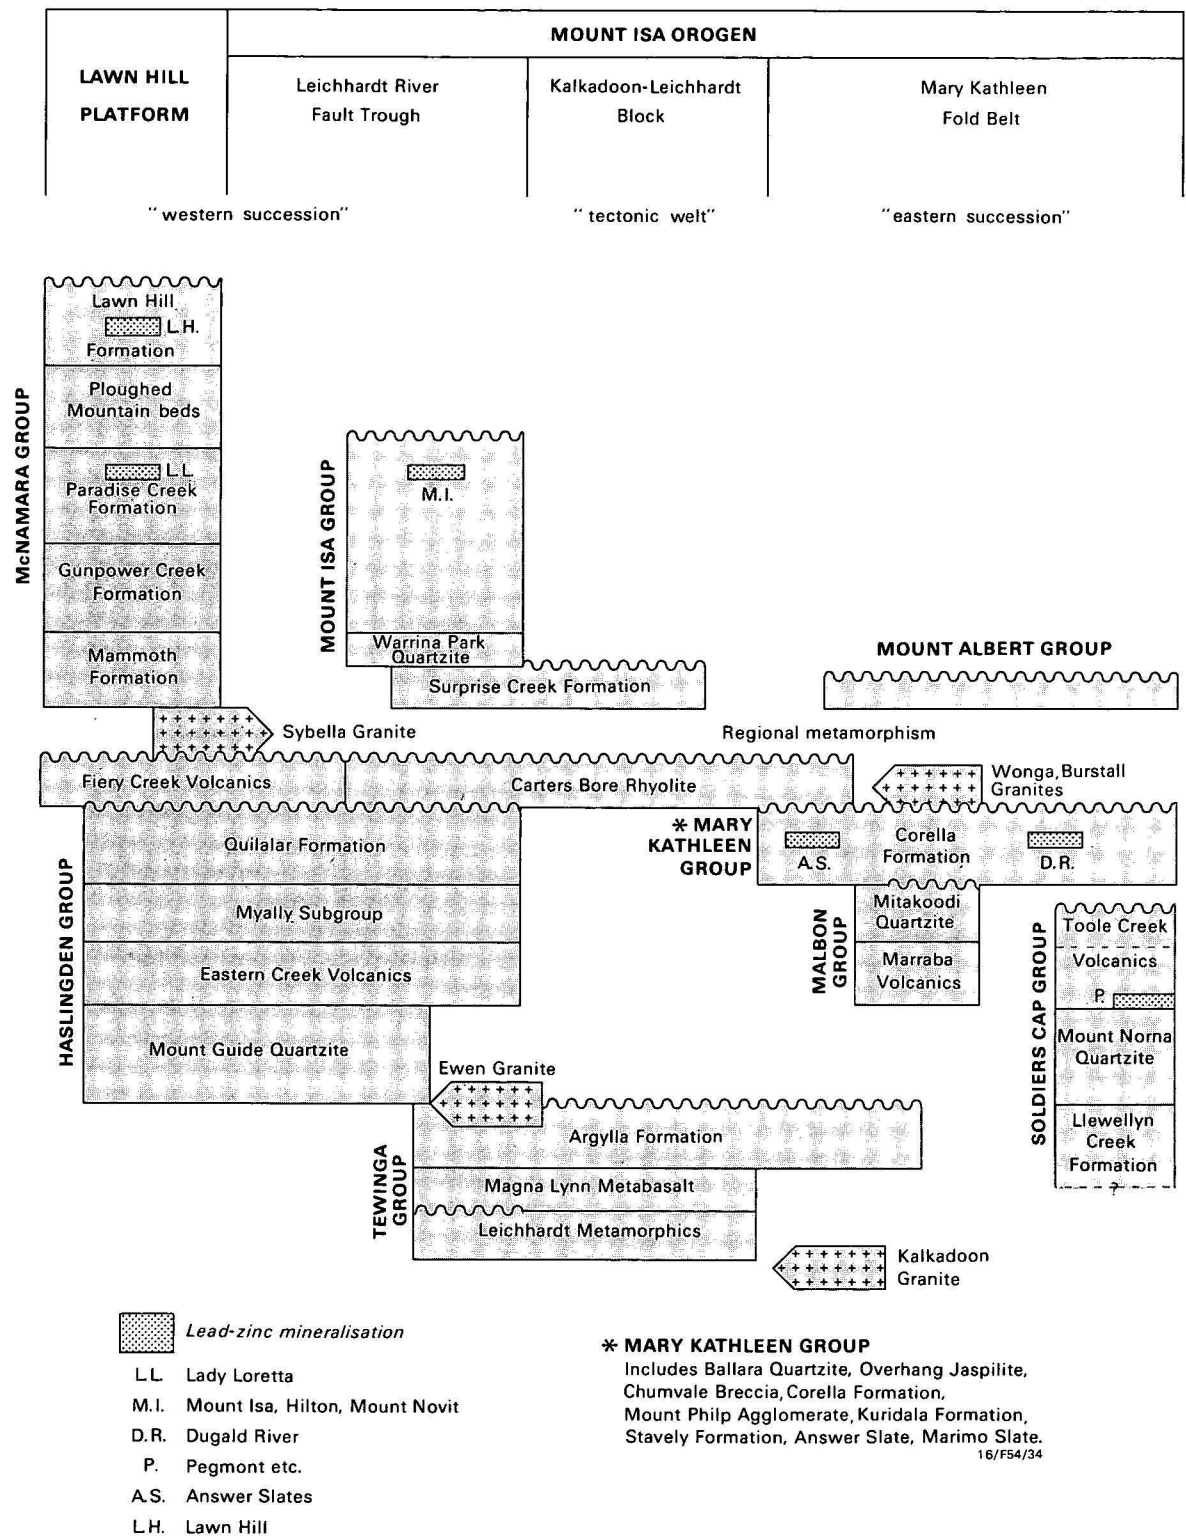 MOUNT ISA OROGEN
LAWN HILL
PLATFORM
Leichhardt River
Fault Trough
Kalkadoon-Leichhardt
Block
Mary Kathleen
Fold Belt
"western succession"
"tectonic welt"
"eastern succession"
McNAMARA GROUP
Lawn Hill
L.H.
Formation
Ploughed
Mountain beds
L.L.
Paradise Creek
Formation
Gunpower Creek
Formation
Mammoth
Formation
MOUNT ISA GROUP
M.I.
Warrina Park
Quartzite
Surprise Creek Formation
MOUNT ALBERT GROUP
Sybella Granite
Regional metamorphism
Fiery Creek Volcanics
Carters Bore Rhyolite
Wonga, Burstall
Granites
HASLINGDEN GROUP
Quilalar Formation
Myally Subgroup
Eastern Creek Volcanics
Mount Guide Quartzite
* MARY
KATHLEEN
GROUP
A.S.
Corella
Formation
D.R.
MALBON
GROUP
Mitakoodi
Quartzite
Marraba
Volcanics
SOLDIERS CAP GROUP
Toole Creek
Volcanics
P.
Mount Norna
Quartzite
Llewellyn
Creek
Formation
?
Ewen Granite
TEWINGA
GROUP
Argylla Formation
Magna Lynn Metabasalt
Leichhardt Metamorphics
Kalkadoon
Granite
Lead-zinc mineralisation
L.L. Lady Loretta
M.I. Mount Isa, Hilton, Mount Novit
D.R. Dugald River
P. Pegmont etc.
A.S. Answer Slates
L.H. Lawn Hill
* MARY KATHLEEN GROUP
Includes Ballara Quartzite, Overhang Jaspilite,
Chumvale Breccia, Corella Formation,
Mount Philp Agglomerate, Kuridala Formation,
Stavely Formation, Answer Slate, Marimo Slate.
16/F54/34